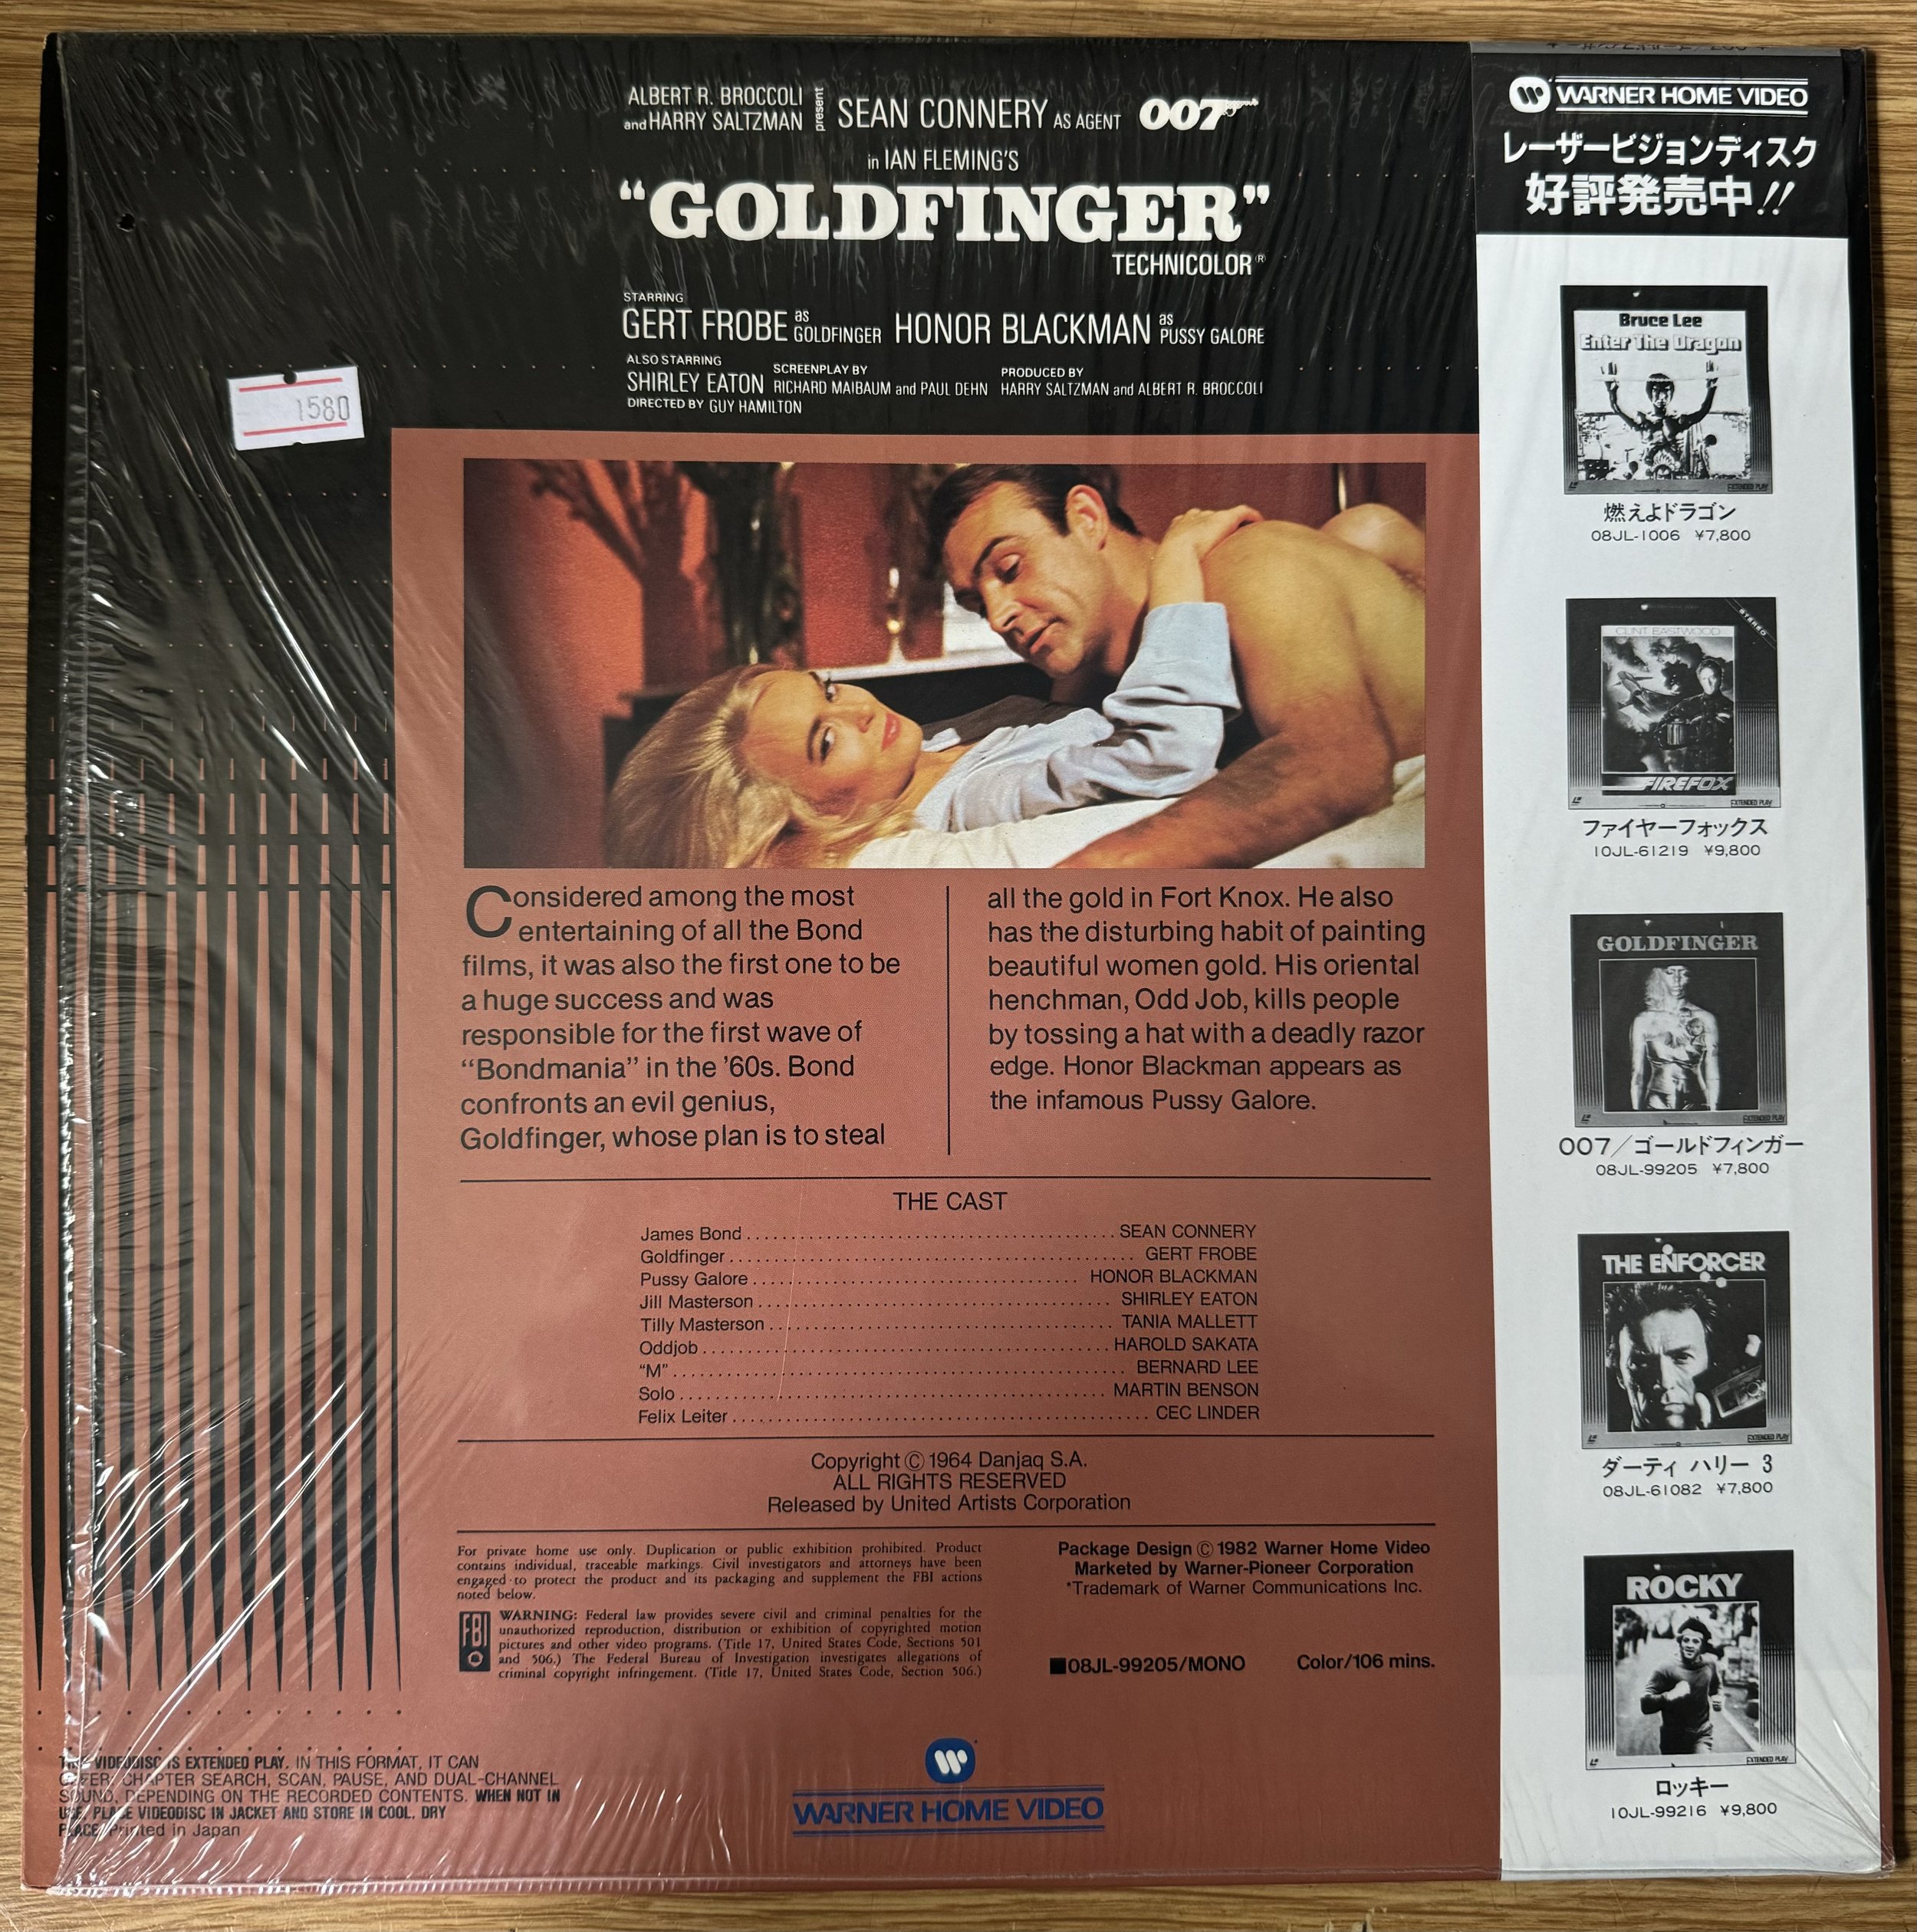 ALBERT R. BROCCOLI
and HARRY SALTZMAN
present
SEAN CONNERY AS AGENT 007
in IAN FLEMING'S
“GOLDFINGER”
TECHNICOLOR®
STARRING
GERT FROBE as GOLDFINGER HONOR BLACKMAN as PUSSY GALORE
ALSO STARRING
SHIRLEY EATON
SCREENPLAY BY
RICHARD MAIBAUM and PAUL DEHN
PRODUCED BY
HARRY SALTZMAN and ALBERT R. BROCCOLI
DIRECTED BY GUY HAMILTON
1580
Considered among the most
entertaining of all the Bond
films, it was also the first one to be
a huge success and was
responsible for the first wave of
“Bondmania” in the '60s. Bond
confronts an evil genius,
Goldfinger, whose plan is to steal
all the gold in Fort Knox. He also
has the disturbing habit of painting
beautiful women gold. His oriental
henchman, Odd Job, kills people
by tossing a hat with a deadly razor
edge. Honor Blackman appears as
the infamous Pussy Galore.
THE CAST
James Bond SEAN CONNERY
Goldfinger GERT FROBE
Pussy Galore HONOR BLACKMAN
Jill Masterson SHIRLEY EATON
Tilly Masterson TANIA MALLETT
Oddjob HAROLD SAKATA
“M” BERNARD LEE
Solo MARTIN BENSON
Felix Leiter CEC LINDER
Copyright © 1964 Danjaq S.A.
ALL RIGHTS RESERVED
Released by United Artists Corporation
For private home use only. Duplication or public exhibition prohibited. Product
contains individual, traceable markings. Civil investigators and attorneys have been
engaged to protect the product and its packaging and supplement the FBI actions
noted below.
FBI
WARNING: Federal law provides severe civil and criminal penalties for the
unauthorized reproduction, distribution or exhibition of copyrighted motion
pictures and other video programs. (Title 17, United States Code, Sections 501
and 506.) The Federal Bureau of Investigation investigates allegations of
criminal copyright infringement. (Title 17, United States Code, Section 506.)
Package Design © 1982 Warner Home Video
Marketed by Warner-Pioneer Corporation
*Trademark of Warner Communications Inc.
■08JL-99205/MONO Color/106 mins.
THIS VIDEODISC IS EXTENDED PLAY. IN THIS FORMAT, IT CAN
OFFER: CHAPTER SEARCH, SCAN, PAUSE, AND DUAL-CHANNEL
SOUND, DEPENDING ON THE RECORDED CONTENTS. WHEN NOT IN
USE, PLACE VIDEODISC IN JACKET AND STORE IN COOL, DRY
PLACE. Printed in Japan
WARNER HOME VIDEO
WARNER HOME VIDEO
レーザービジョンディスク
好評発売中!!
Bruce Lee
Enter The Dragon
EXTENDED PLAY
燃えよドラゴン
08JL-1006 ¥7,800
STEREO
CLINT EASTWOOD
FIREFOX
EXTENDED PLAY
ファイヤーフォックス
10JL-61219 ¥9,800
GOLDFINGER
EXTENDED PLAY
007/ゴールドフィンガー
08JL-99205 ¥7,800
THE ENFORCER
EXTENDED PLAY
ダーティ ハリー 3
08JL-61082 ¥7,800
ROCKY
EXTENDED PLAY
ロッキー
10JL-99216 ¥9,800